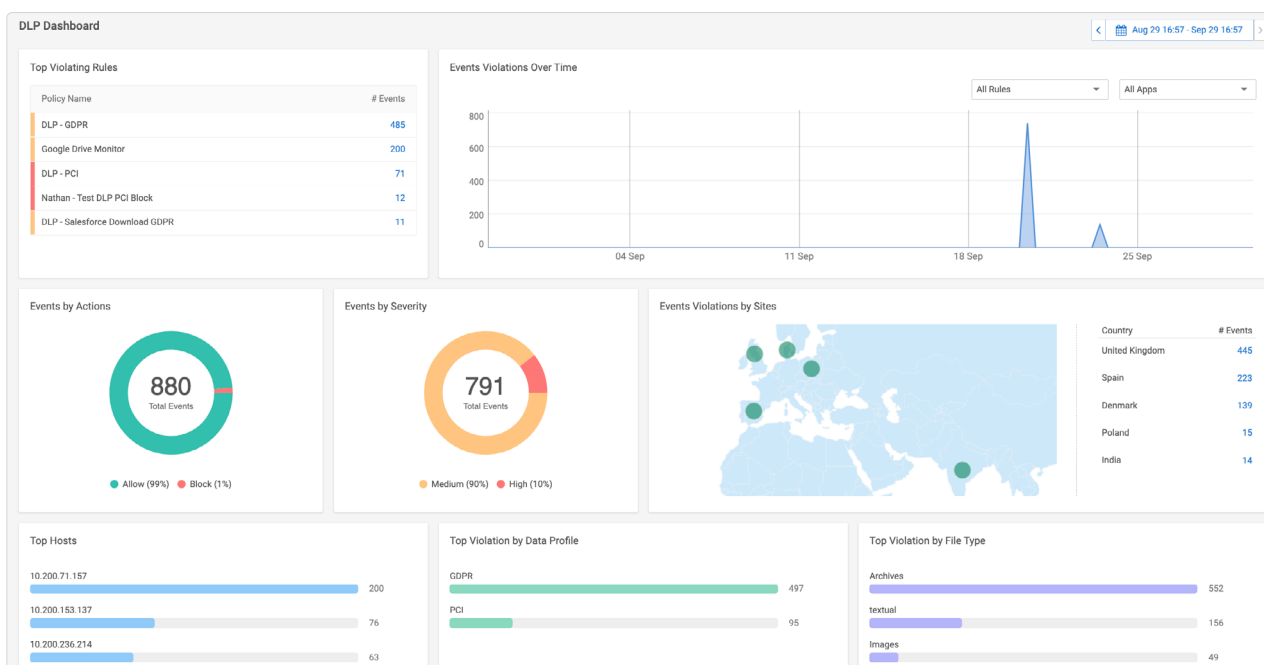 DLP Dashboard
Aug 29 16:57 - Sep 29 16:57
Top Violating Rules
Policy Name # Events
DLP - GDPR 485
Google Drive Monitor 200
DLP - PCI 71
Nathan - Test DLP PCI Block 12
DLP - Salesforce Download GDPR 11
Events Violations Over Time
All Rules All Apps
800
600
400
200
0
04 Sep 11 Sep 18 Sep 25 Sep
Events by Actions
880
Total Events
Allow (99%) Block (1%)
Events by Severity
791
Total Events
Medium (90%) High (10%)
Events Violations by Sites
Country # Events
United Kingdom 445
Spain 223
Denmark 139
Poland 15
India 14
Top Hosts
10.200.71.157
200
10.200.153.137
76
10.200.236.214
63
Top Violation by Data Profile
GDPR
497
PCI
95
Top Violation by File Type
Archives
552
textual
156
Images
49